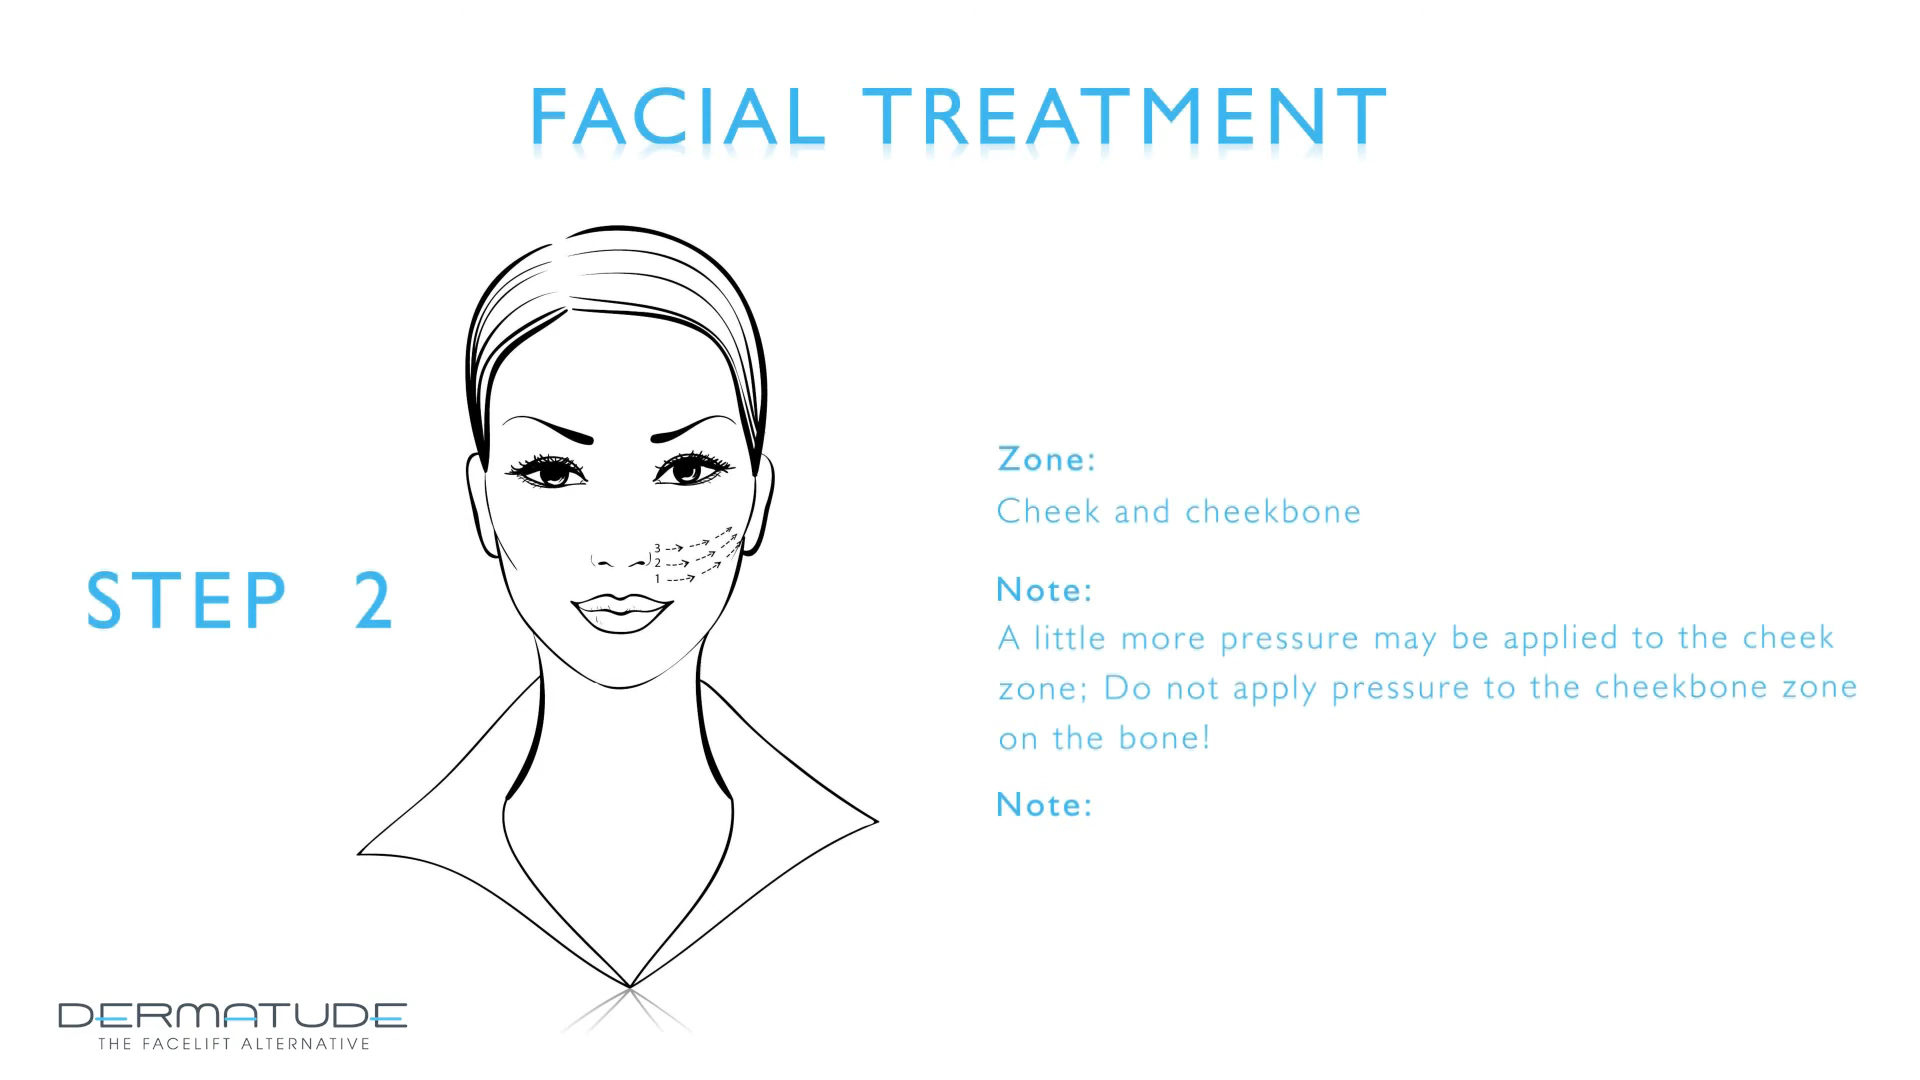 FACIAL TREATMENT
STEP 2
3
2
1
Zone:
Cheek and cheekbone
Note:
A little more pressure may be applied to the cheek
zone; Do not apply pressure to the cheekbone zone
on the bone!
Note:
DERMATUDE
THE FACELIFT ALTERNATIVE